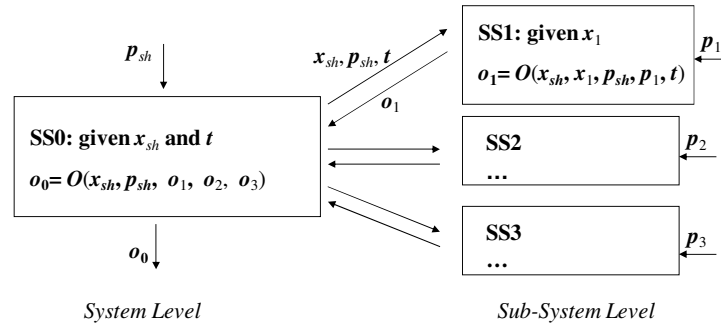 p_sh
SS0: given x_sh and t
o_0= O(x_sh, p_sh, o_1, o_2, o_3)
o_0
System Level
x_sh, p_sh, t
o_1
SS1: given x_1
o_1= O(x_sh, x_1, p_sh, p_1, t)
p_1
SS2
...
p_2
SS3
...
p_3
Sub-System Level